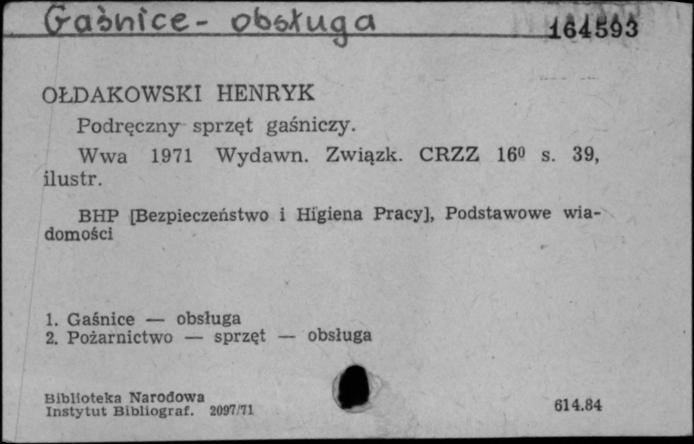 Gaśnice - obsługa
164593
OŁDAKOWSKI HENRYK
Podręczny sprzęt gaśniczy.
Wwa 1971 Wydawn. Związk. CRZZ 16⁰ s. 39,
ilustr.
BHP [Bezpieczeństwo i Higiena Pracy], Podstawowe wia-
domości
1. Gaśnice — obsługa
2. Pożarnictwo — sprzęt — obsługa
Biblioteka Narodowa
Instytut Bibliograf. 2097/71
614.84